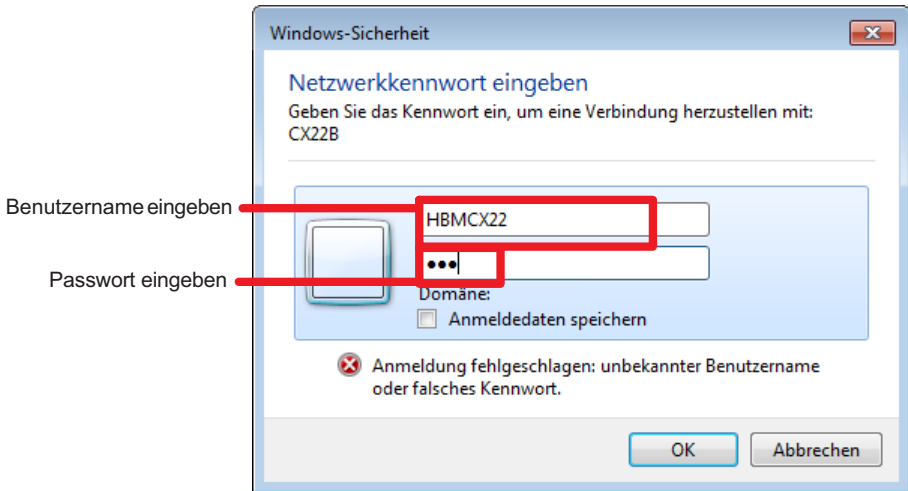 Windows-Sicherheit
Netzwerkkennwort eingeben
Geben Sie das Kennwort ein, um eine Verbindung herzustellen mit:
CX22B
Benutzername eingeben
HBMCX22
Passwort eingeben
●●●
Domäne:
Anmeldedaten speichern
Anmeldung fehlgeschlagen: unbekannter Benutzername
oder falsches Kennwort.
OK
Abbrechen